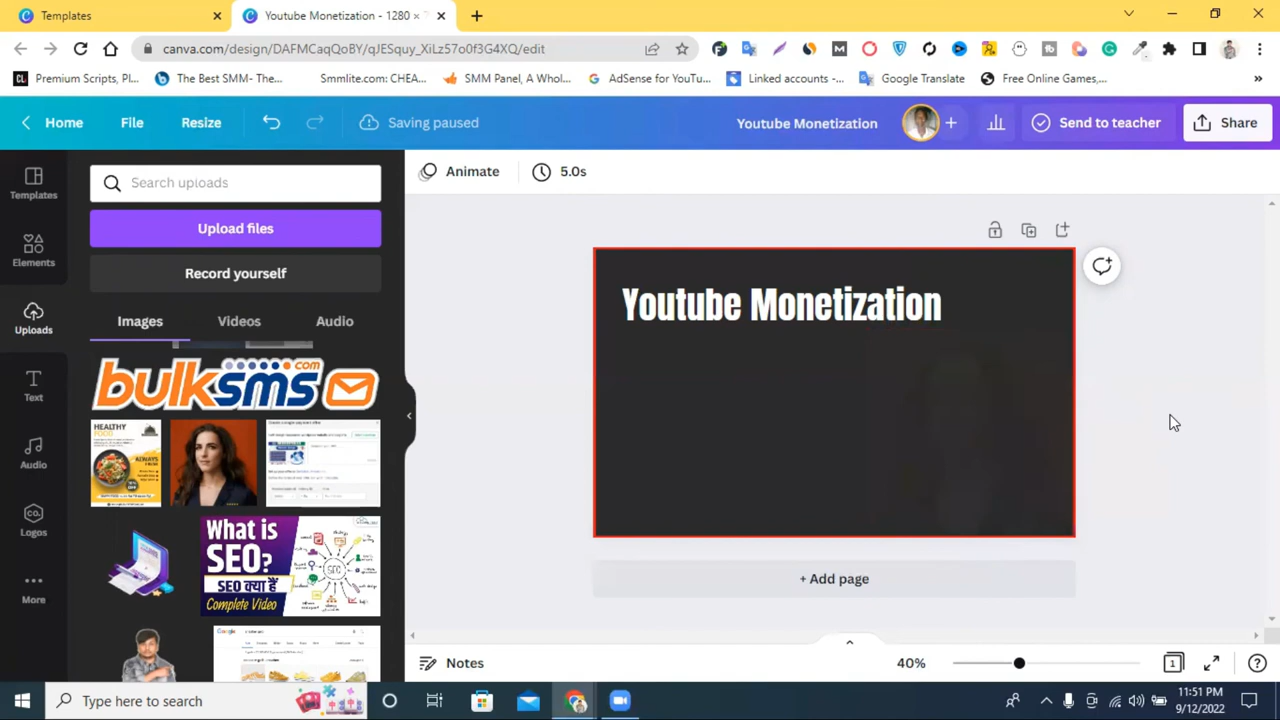 Templates
Youtube Monetization - 1280 × 7
canva.com/design/DAFMCaqQoBY/qJESquy_XiLz57o0f3G4XQ/edit
Premium Scripts, Pl...
The Best SMM- The...
Smmlite.com: CHEA...
SMM Panel, A Whol...
AdSense for YouTu...
Linked accounts -...
Google Translate
Free Online Games,...
Home
File
Resize
Saving paused
Youtube Monetization
Send to teacher
Share
Templates
Elements
Uploads
Text
Audio
Logos
More
Search uploads
Upload files
Record yourself
Images
Videos
Audio
bulksms.com
HEALTHY
FOOD
What is
SEO?
SEO क्या हैं
Complete Video
SEO
Google
Animate
5.0s
Youtube Monetization
+ Add page
Notes
40%
1
Type here to search
11:51 PM
9/12/2022